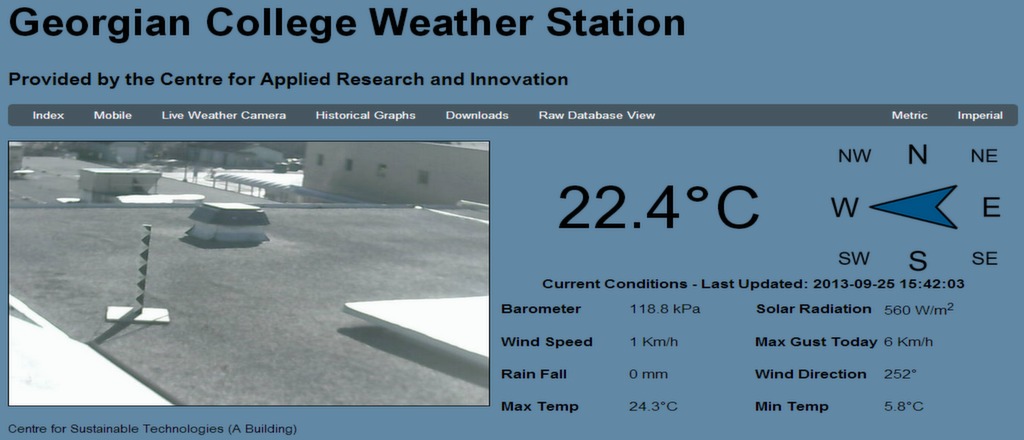 Georgian College Weather Station
Provided by the Centre for Applied Research and Innovation
Index Mobile Live Weather Camera Historical Graphs Downloads Raw Database View Metric Imperial
NW N NE
22.4°C
W E
SW S SE
Current Conditions - Last Updated: 2013-09-25 15:42:03
Barometer 118.8 kPa Solar Radiation 560 W/m²
Wind Speed 1 Km/h Max Gust Today 6 Km/h
Rain Fall 0 mm Wind Direction 252°
Max Temp 24.3°C Min Temp 5.8°C
Centre for Sustainable Technologies (A Building)